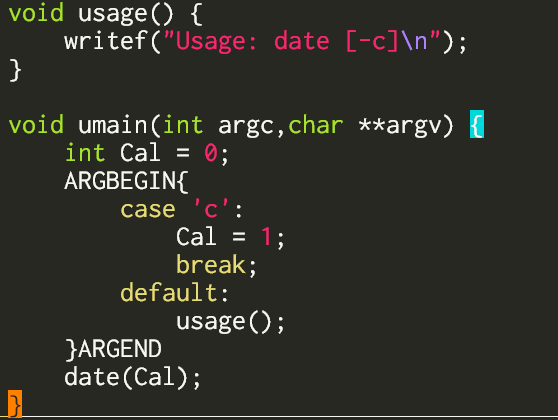 void usage() {
    writef("Usage: date [-c]\n");
}

void umain(int argc,char **argv) {
    int Cal = 0;
    ARGBEGIN{
        case 'c':
            Cal = 1;
            break;
        default:
            usage();
    }ARGEND
    date(Cal);
}